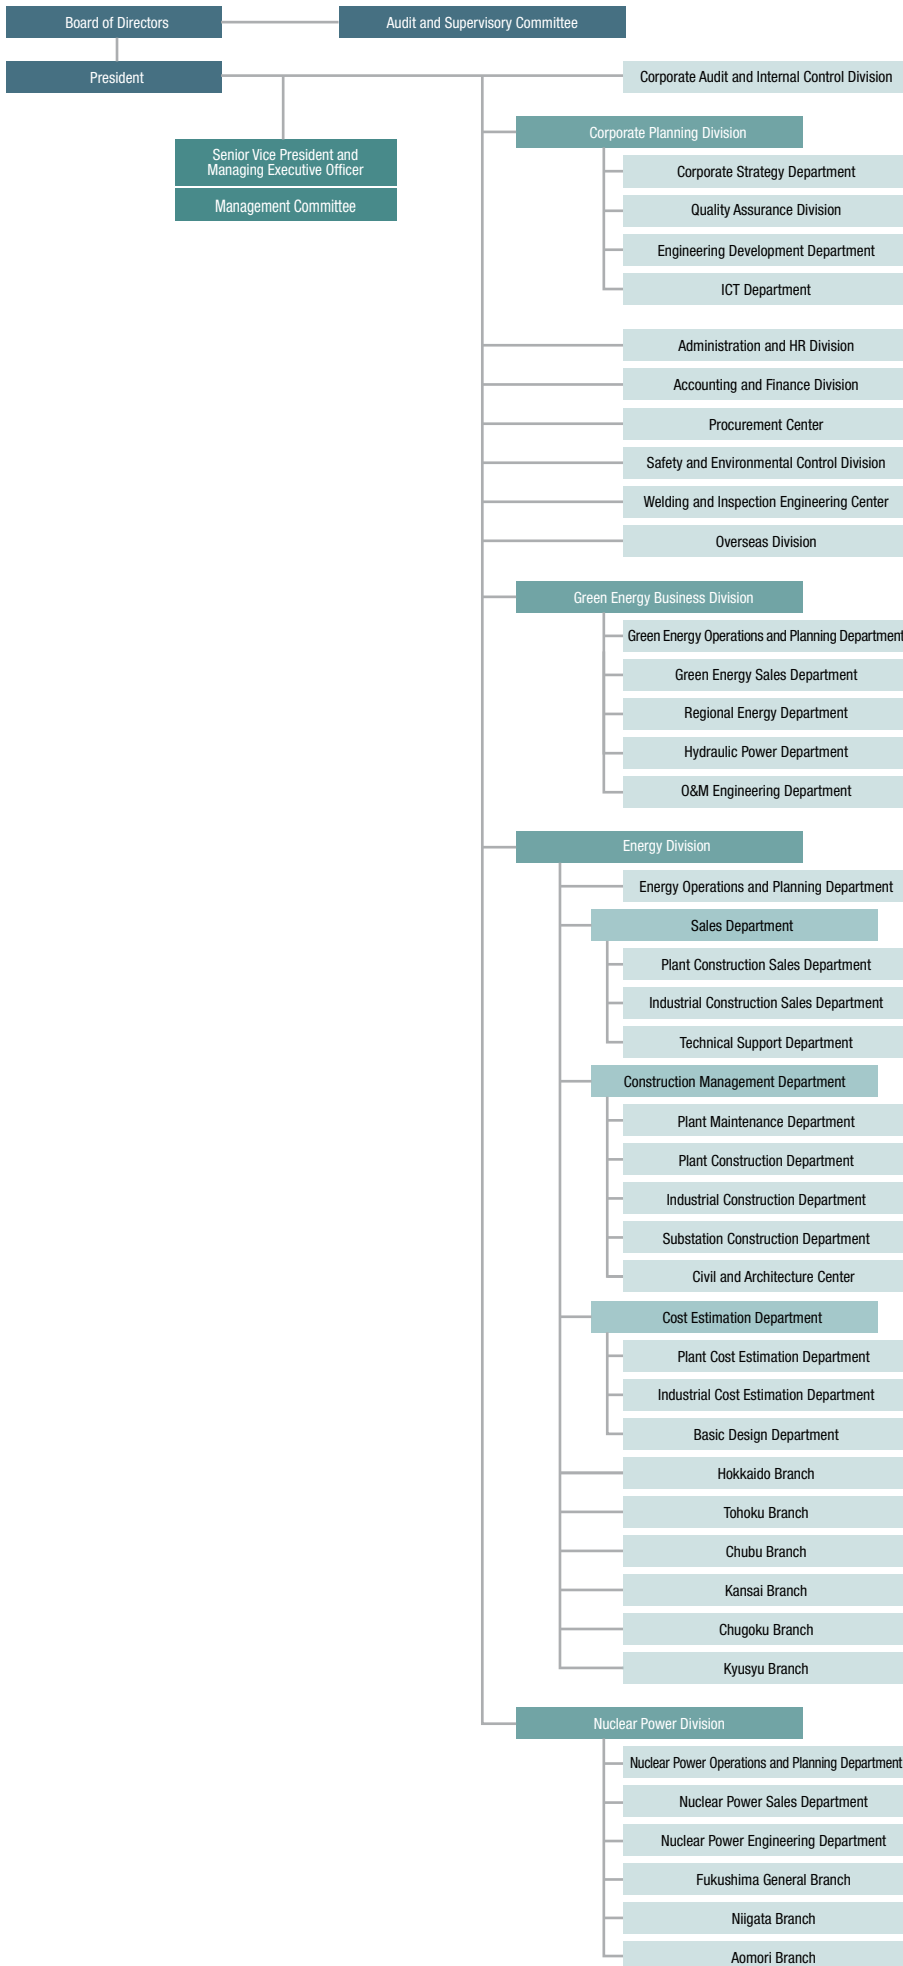 Board of Directors
Audit and Supervisory Committee
President
Corporate Audit and Internal Control Division
Senior Vice President and
Managing Executive Officer
Management Committee
Corporate Planning Division
Corporate Strategy Department
Quality Assurance Division
Engineering Development Department
ICT Department
Administration and HR Division
Accounting and Finance Division
Procurement Center
Safety and Environmental Control Division
Welding and Inspection Engineering Center
Overseas Division
Green Energy Business Division
Green Energy Operations and Planning Department
Green Energy Sales Department
Regional Energy Department
Hydraulic Power Department
O&M Engineering Department
Energy Division
Energy Operations and Planning Department
Sales Department
Plant Construction Sales Department
Industrial Construction Sales Department
Technical Support Department
Construction Management Department
Plant Maintenance Department
Plant Construction Department
Industrial Construction Department
Substation Construction Department
Civil and Architecture Center
Cost Estimation Department
Plant Cost Estimation Department
Industrial Cost Estimation Department
Basic Design Department
Hokkaido Branch
Tohoku Branch
Chubu Branch
Kansai Branch
Chugoku Branch
Kyusyu Branch
Nuclear Power Division
Nuclear Power Operations and Planning Department
Nuclear Power Sales Department
Nuclear Power Engineering Department
Fukushima General Branch
Niigata Branch
Aomori Branch